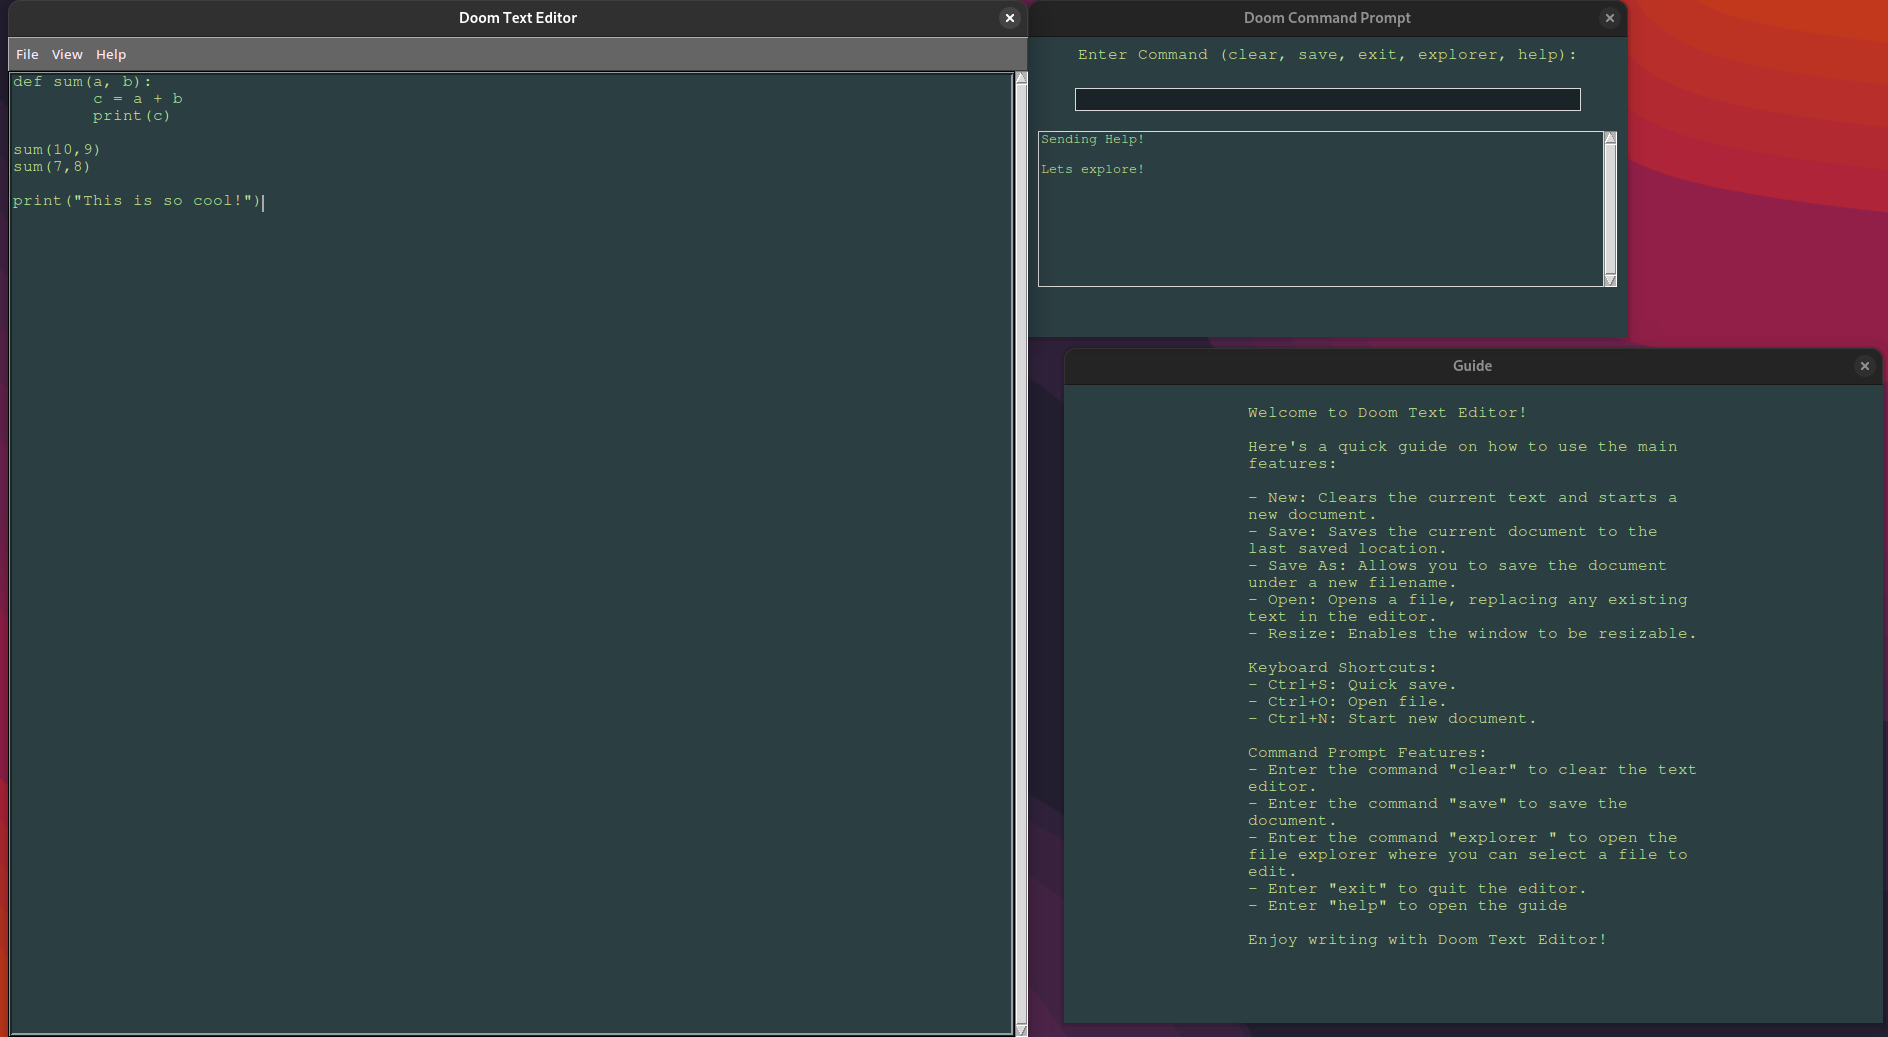 Doom Text Editor
File View Help
def sum(a, b):
        c = a + b
        print(c)
sum(10,9)
sum(7,8)
print("This is so cool!")
Doom Command Prompt
Enter Command (clear, save, exit, explorer, help):
Sending Help!
Lets explore!
Guide
Welcome to Doom Text Editor!
Here's a quick guide on how to use the main
features:
- New: Clears the current text and starts a
new document.
- Save: Saves the current document to the
last saved location.
- Save As: Allows you to save the document
under a new filename.
- Open: Opens a file, replacing any existing
text in the editor.
- Resize: Enables the window to be resizable.
Keyboard Shortcuts:
- Ctrl+S: Quick save.
- Ctrl+O: Open file.
- Ctrl+N: Start new document.
Command Prompt Features:
- Enter the command "clear" to clear the text
editor.
- Enter the command "save" to save the
document.
- Enter the command "explorer " to open the
file explorer where you can select a file to
edit.
- Enter "exit" to quit the editor.
- Enter "help" to open the guide
Enjoy writing with Doom Text Editor!